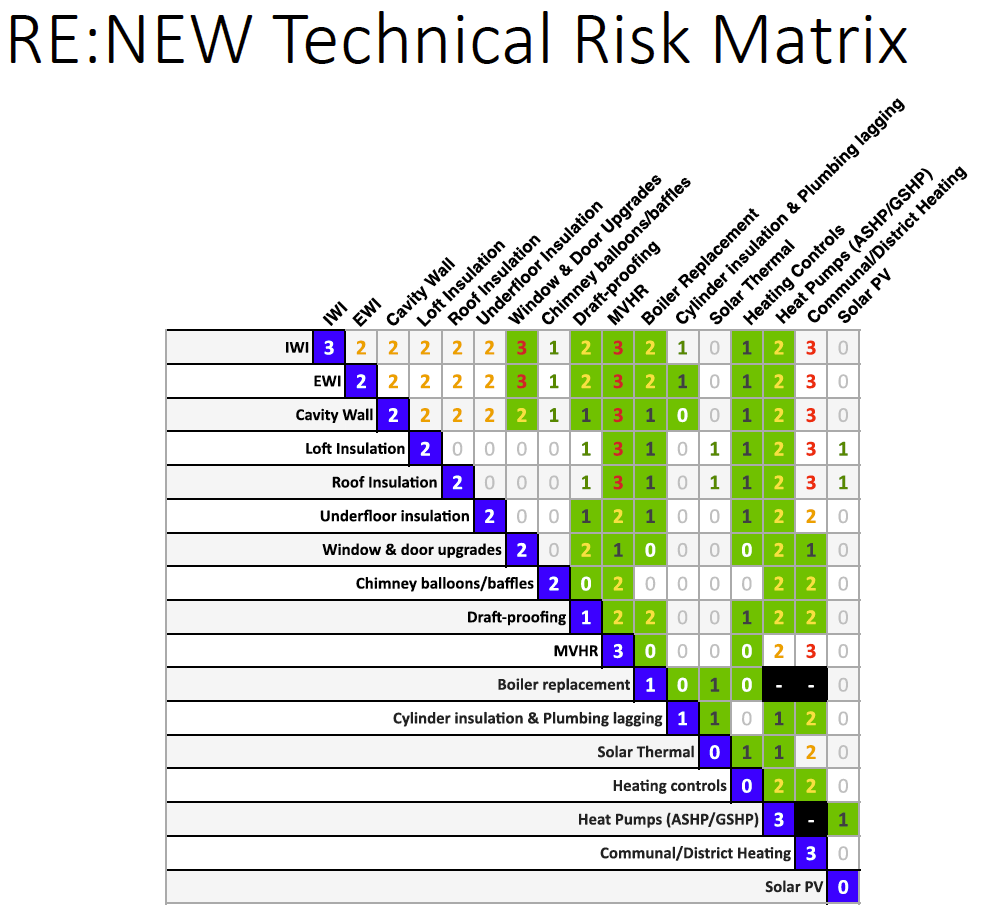 RE:NEW Technical Risk Matrix
IWI
EWI
Cavity Wall
Loft Insulation
Roof Insulation
Underfloor Insulation
Window & Door Upgrades
Chimney balloons/baffles
Draft-proofing
MVHR
Boiler Replacement
Cylinder insulation & Plumbing lagging
Solar Thermal
Heating Controls
Heat Pumps (ASHP/GSHP)
Communal/District Heating
Solar PV
IWI 3 2 2 2 2 2 3 1 2 3 2 1 0 1 2 3 0
EWI 2 2 2 2 2 3 1 2 3 2 1 0 1 2 3 0
Cavity Wall 2 2 2 2 2 1 1 3 1 0 0 1 2 3 0
Loft Insulation 2 0 0 0 0 1 3 1 0 1 1 2 3 1
Roof Insulation 2 0 0 0 1 3 1 0 1 1 2 3 1
Underfloor insulation 2 0 0 1 2 1 0 0 1 2 2 0
Window & door upgrades 2 0 2 1 0 0 0 0 2 1 0
Chimney balloons/baffles 2 0 2 0 0 0 0 2 2 0
Draft-proofing 1 2 2 0 0 1 2 2 0
MVHR 3 0 0 0 0 2 3 0
Boiler replacement 1 0 1 0 - - 0
Cylinder insulation & Plumbing lagging 1 1 0 1 2 0
Solar Thermal 0 1 1 2 0
Heating controls 0 2 2 0
Heat Pumps (ASHP/GSHP) 3 - 1
Communal/District Heating 3 0
Solar PV 0